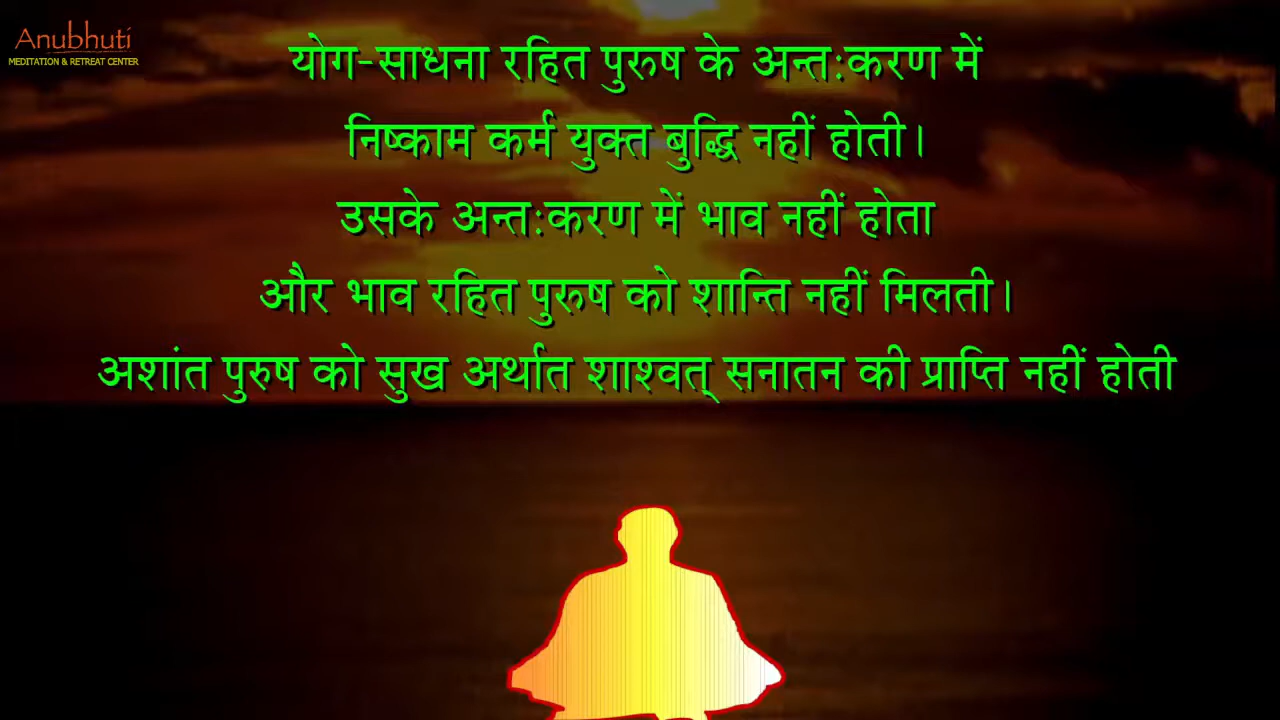 Anubhuti
MEDITATION & RETREAT CENTER
योग-साधना रहित पुरुष के अन्त:करण में
निष्काम कर्म युक्त बुद्धि नहीं होती।
उसके अन्त:करण में भाव नहीं होता
और भाव रहित पुरुष को शान्ति नहीं मिलती।
अशांत पुरुष को सुख अर्थात शाश्वत् सनातन की प्राप्ति नहीं होती